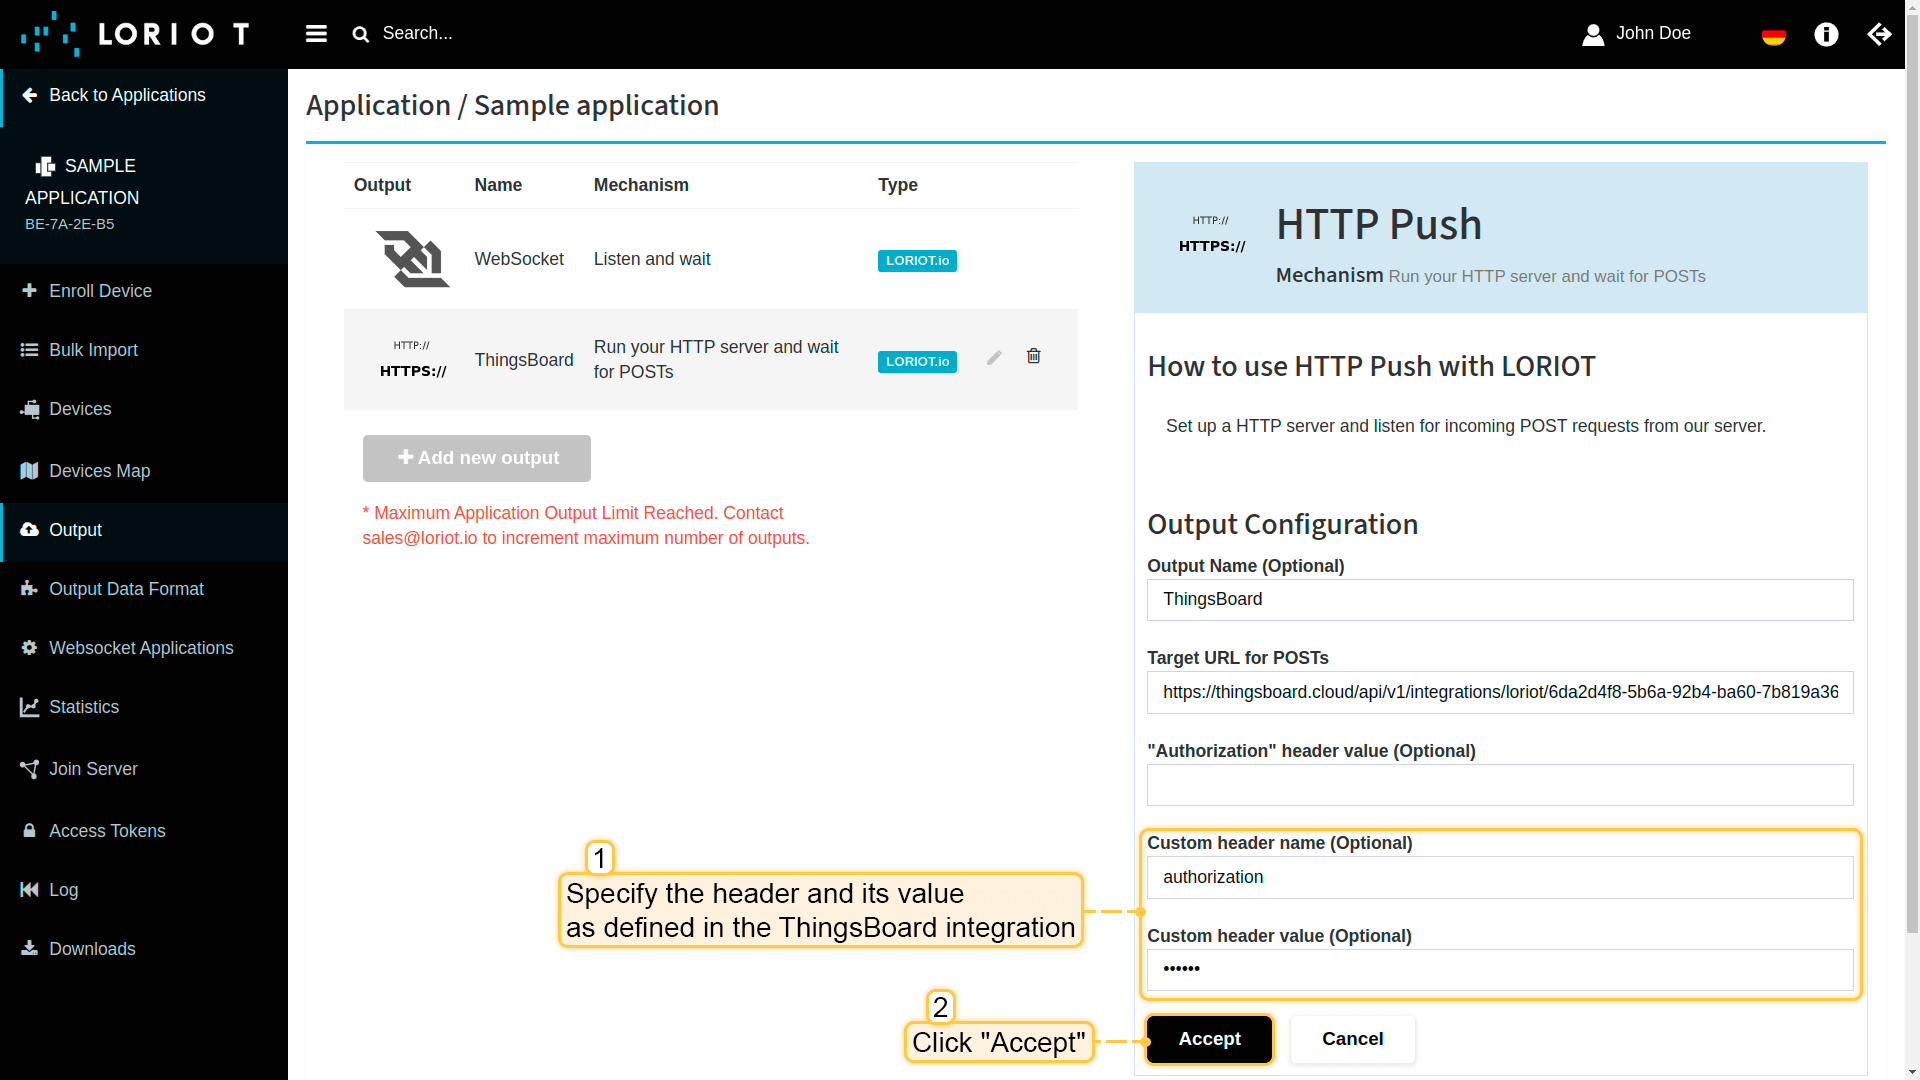 LORIOT
Search...
John Doe
Back to Applications
SAMPLE
APPLICATION
BE-7A-2E-B5
Enroll Device
Bulk Import
Devices
Devices Map
Output
Output Data Format
Websocket Applications
Statistics
Join Server
Access Tokens
Log
Downloads
Application / Sample application
Output Name Mechanism Type
WebSocket Listen and wait LORIOT.io
HTTP://
HTTPS://
ThingsBoard
Run your HTTP server and wait
for POSTs
LORIOT.io
Add new output
* Maximum Application Output Limit Reached. Contact
sales@loriot.io to increment maximum number of outputs.
HTTP://
HTTPS://
HTTP Push
Mechanism Run your HTTP server and wait for POSTs
How to use HTTP Push with LORIOT
Set up a HTTP server and listen for incoming POST requests from our server.
Output Configuration
Output Name (Optional)
ThingsBoard
Target URL for POSTs
https://thingsboard.cloud/api/v1/integrations/loriot/6da2d4f8-5b6a-92b4-ba60-7b819a36
"Authorization" header value (Optional)
Custom header name (Optional)
authorization
Custom header value (Optional)
••••••
1
Specify the header and its value
as defined in the ThingsBoard integration
2
Click "Accept"
Accept
Cancel